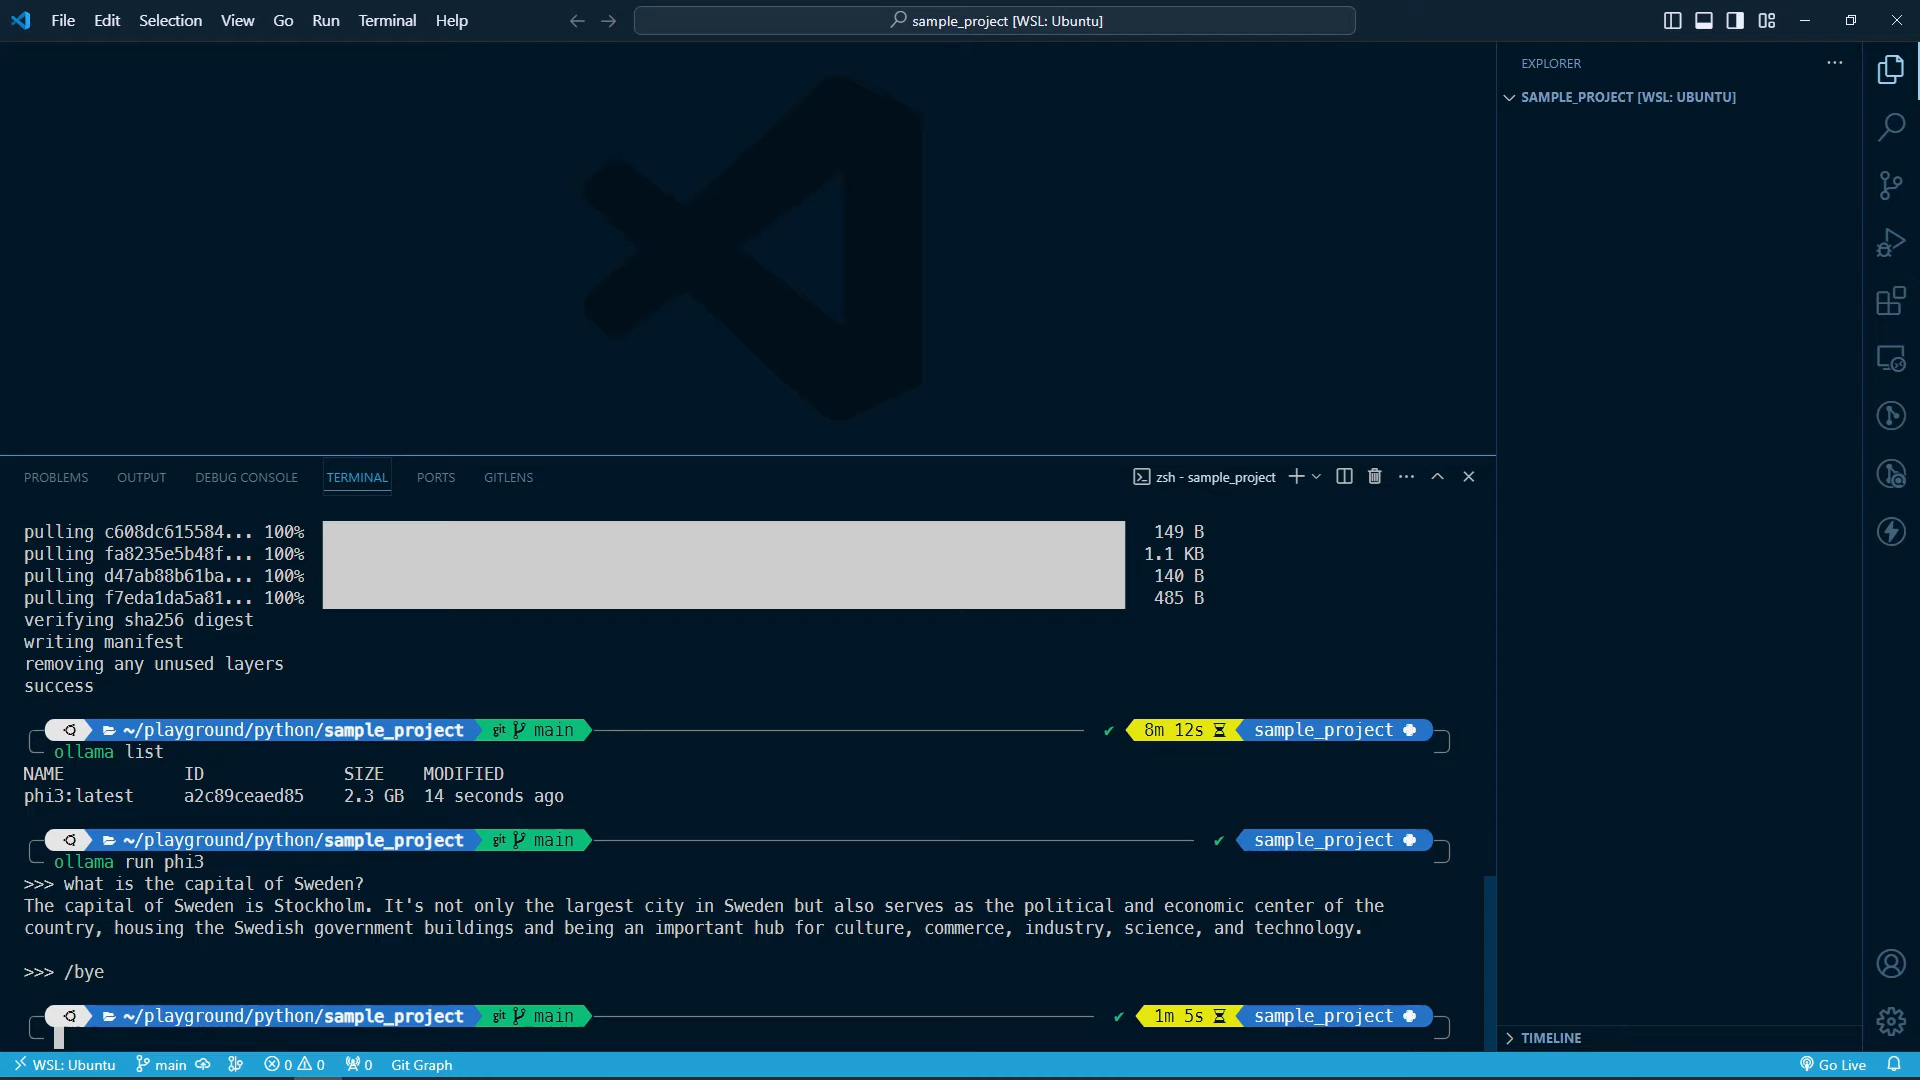 File Edit Selection View Go Run Terminal Help
sample_project [WSL: Ubuntu]
EXPLORER
SAMPLE_PROJECT [WSL: UBUNTU]
PROBLEMS OUTPUT DEBUG CONSOLE TERMINAL PORTS GITLENS
zsh - sample_project
pulling c608dc615584... 100% 149 B
pulling fa8235e5b48f... 100% 1.1 KB
pulling d47ab88b61ba... 100% 140 B
pulling f7eda1da5a81... 100% 485 B
verifying sha256 digest
writing manifest
removing any unused layers
success
~/playground/python/sample_project git main ✔ 8m 12s sample_project
ollama list
NAME ID SIZE MODIFIED
phi3:latest a2c89ceaed85 2.3 GB 14 seconds ago
~/playground/python/sample_project git main ✔ sample_project
ollama run phi3
>>> what is the capital of Sweden?
The capital of Sweden is Stockholm. It's not only the largest city in Sweden but also serves as the political and economic center of the
country, housing the Swedish government buildings and being an important hub for culture, commerce, industry, science, and technology.
>>> /bye
~/playground/python/sample_project git main ✔ 1m 5s sample_project
TIMELINE
WSL: Ubuntu main 0 0 0 Git Graph Go Live